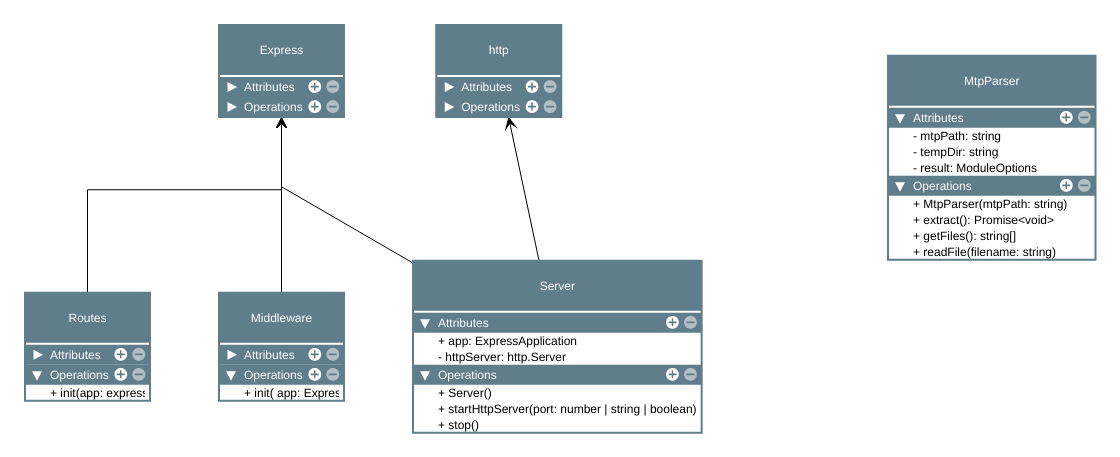 Express
Attributes
Operations
http
Attributes
Operations
MtpParser
Attributes
- mtpPath: string
- tempDir: string
- result: ModuleOptions
Operations
+ MtpParser(mtpPath: string)
+ extract(): Promise<void>
+ getFiles(): string[]
+ readFile(filename: string)
Routes
Attributes
Operations
+ init(app: express
Middleware
Attributes
Operations
+ init( app: Expres
Server
Attributes
+ app: ExpressApplication
- httpServer: http.Server
Operations
+ Server()
+ startHttpServer(port: number | string | boolean)
+ stop()